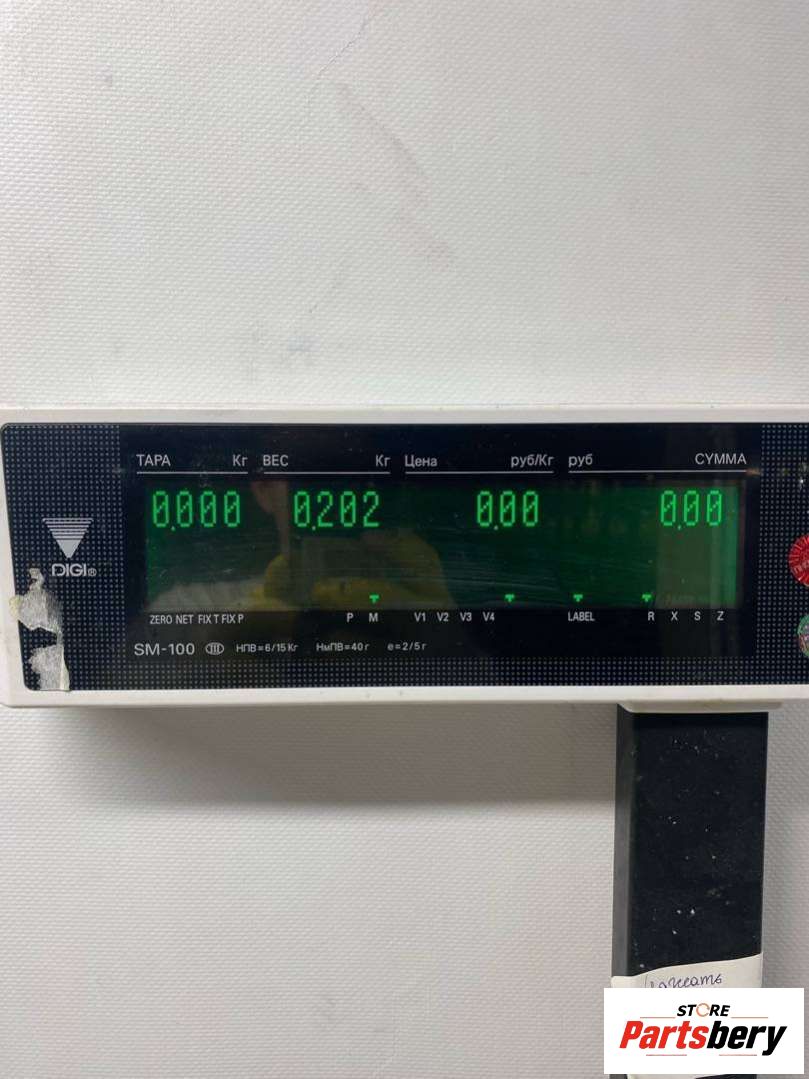 ТАРА Кг ВЕС Кг Цена руб/Кг руб СУММА
0.000 0.202 0.00 0.00
DIGI®
ZERO NET FIX T FIX P P M V1 V2 V3 V4 LABEL R X S Z
SM-100 III НПВ=6/15 Кг НмПВ=40 г e=2/5 г
STORE
Partsbery